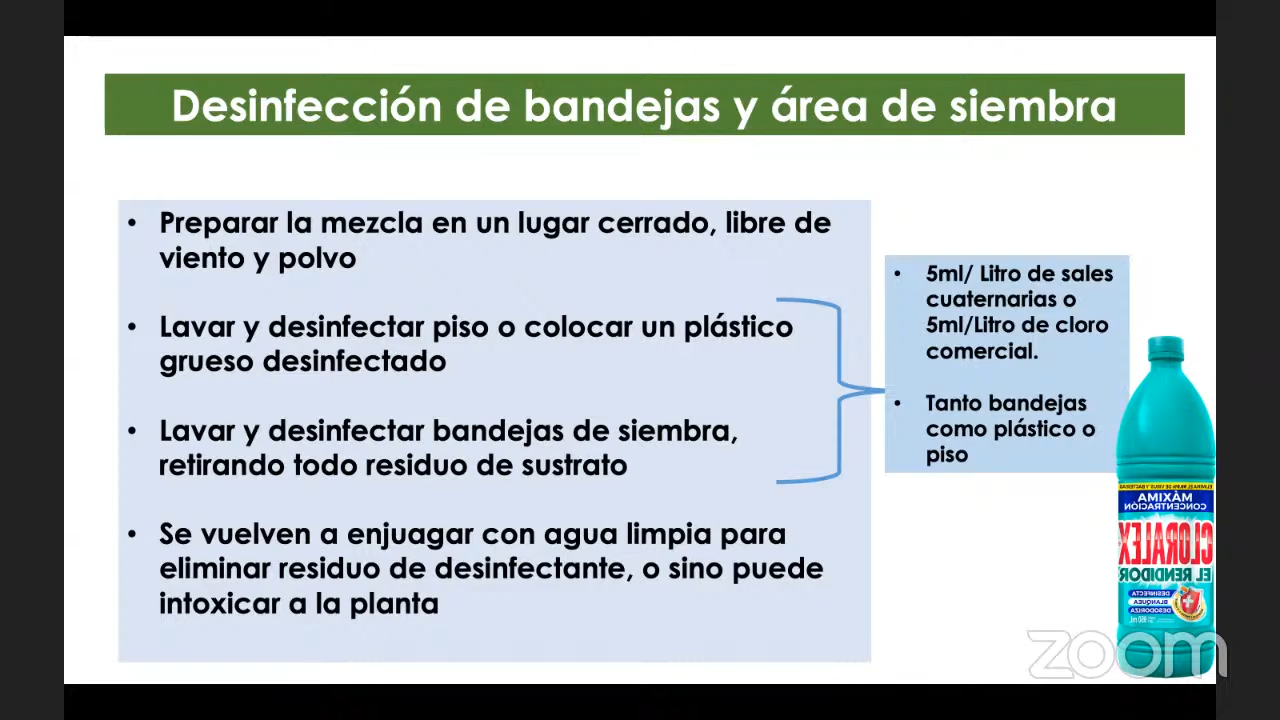 Desinfección de bandejas y área de siembra
• Preparar la mezcla en un lugar cerrado, libre de
viento y polvo
• Lavar y desinfectar piso o colocar un plástico
grueso desinfectado
• Lavar y desinfectar bandejas de siembra,
retirando todo residuo de sustrato
• Se vuelven a enjuagar con agua limpia para
eliminar residuo de desinfectante, o sino puede
intoxicar a la planta
• 5ml/ Litro de sales
cuaternarias o
5ml/Litro de cloro
comercial.
• Tanto bandejas
como plástico o
piso
MÁXIMA
CONCENTRACIÓN
CLORALEX
EL RENDIDOR
DESINFECTA
BLANQUEA
DESODORIZA
zoom